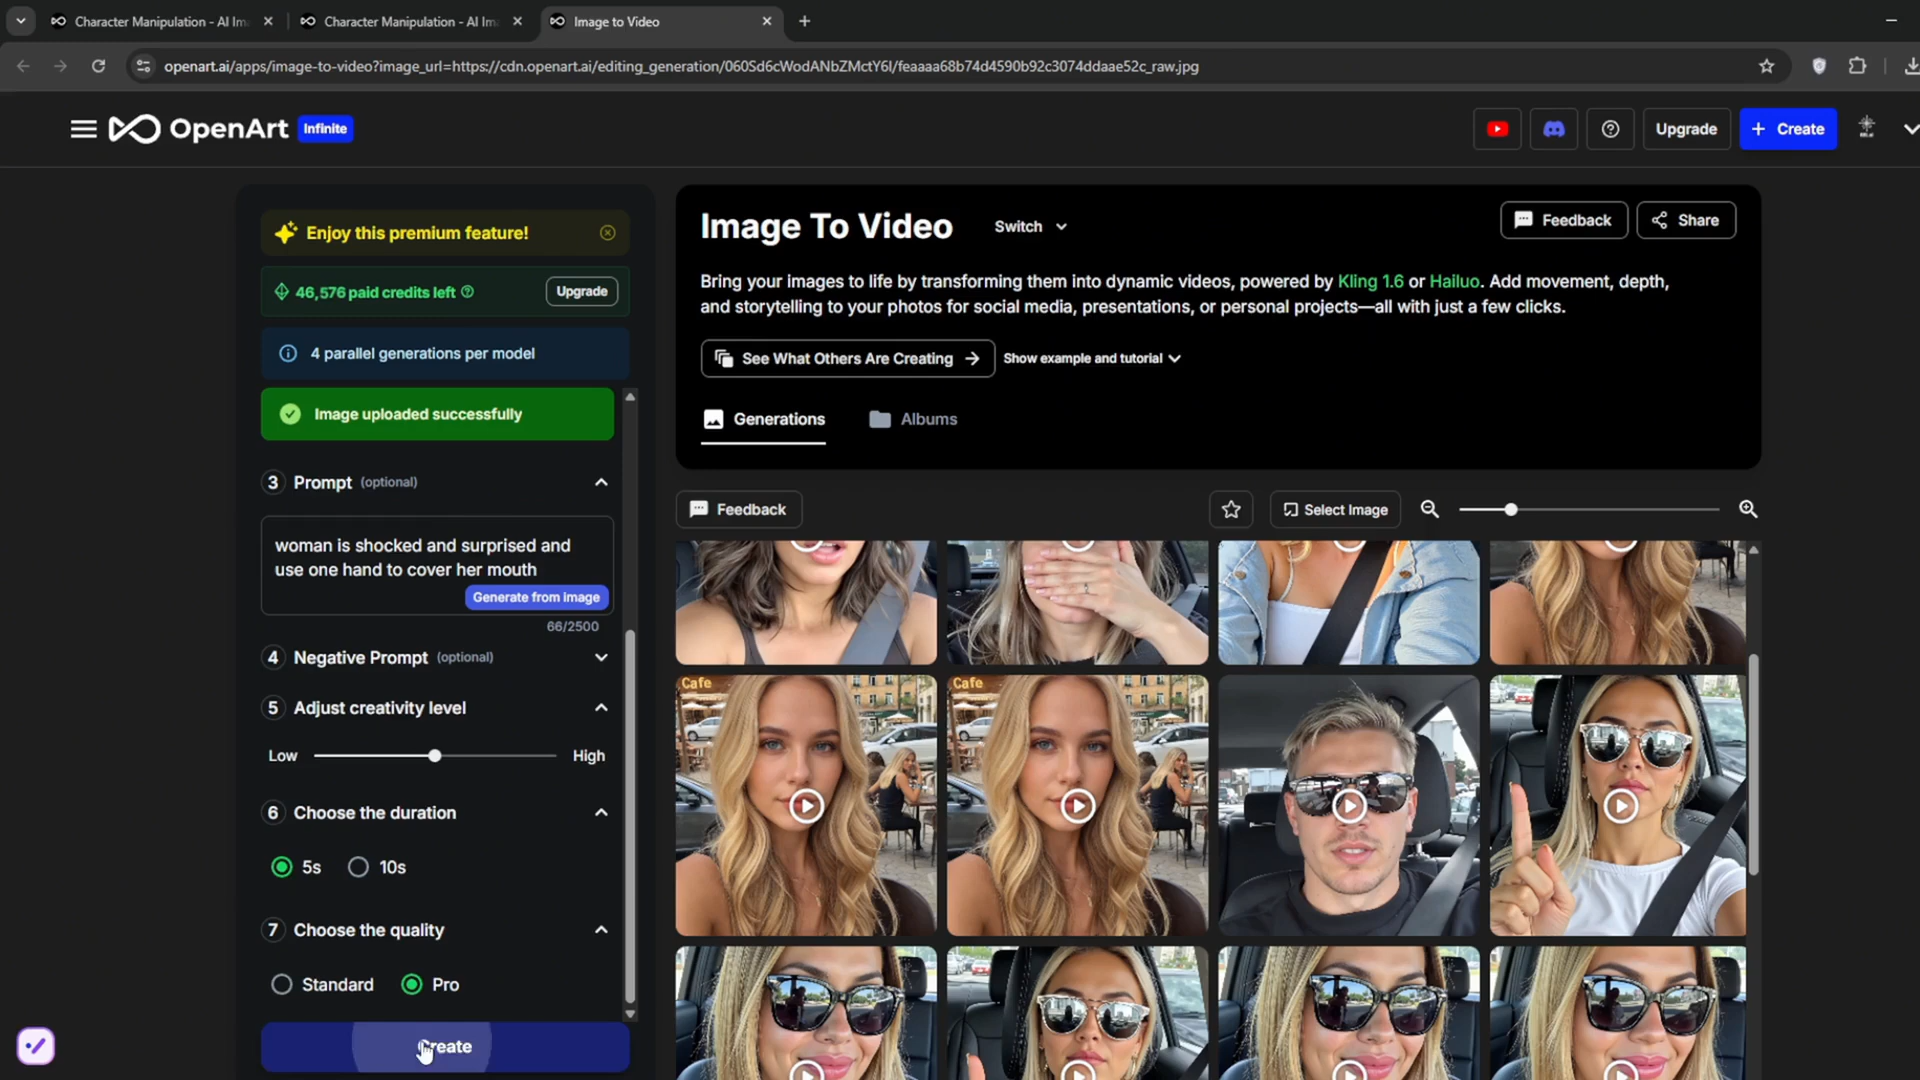 Character Manipulation - AI Im
Character Manipulation - AI Im
Image to Video
openart.ai/apps/image-to-video?image_url=https://cdn.openart.ai/editing_generation/060Sd6cWodANbZMctY6l/feaaaa68b74d4590b92c3074ddaae52c_raw.jpg
OpenArt
Infinite
Upgrade
+ Create
Enjoy this premium feature!
46,576 paid credits left
Upgrade
4 parallel generations per model
Image uploaded successfully
3 Prompt (optional)
woman is shocked and surprised and
use one hand to cover her mouth
Generate from image
66/2500
4 Negative Prompt (optional)
5 Adjust creativity level
Low
High
6 Choose the duration
5s
10s
7 Choose the quality
Standard
Pro
Create
Image To Video
Switch
Feedback
Share
Bring your images to life by transforming them into dynamic videos, powered by Kling 1.6 or Hailuo. Add movement, depth,
and storytelling to your photos for social media, presentations, or personal projects—all with just a few clicks.
See What Others Are Creating
Show example and tutorial
Generations
Albums
Feedback
Select Image
Cafe
Cafe